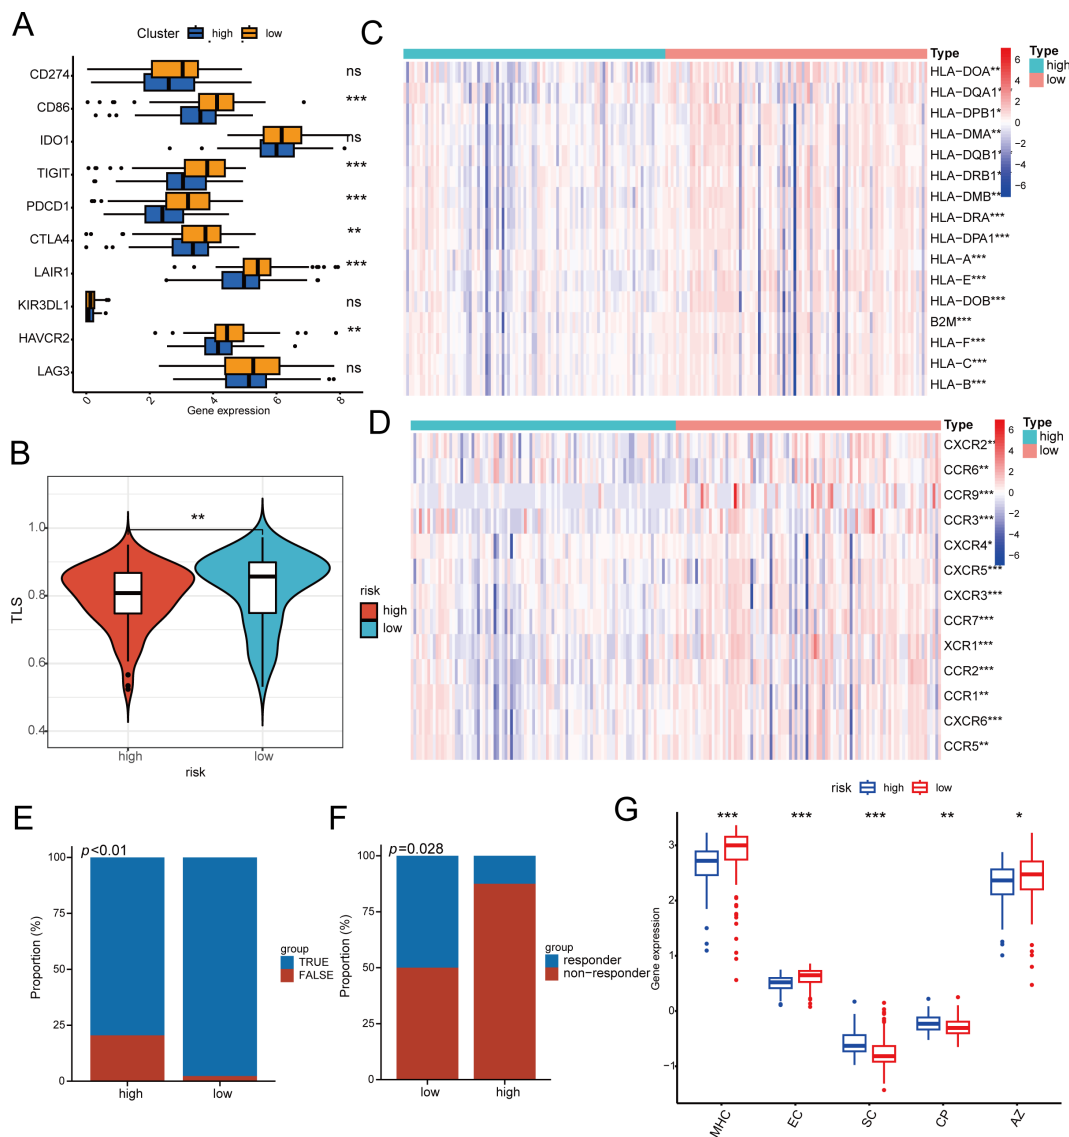 A
Cluster high low
CD274
CD86
IDO1
TIGIT
PDCD1
CTLA4
LAIR1
KIR3DL1
HAVCR2
LAG3
ns
***
ns
***
***
**
***
ns
**
ns
0 2 4 6 8
Gene expression
B
**
TLS
1.0
0.8
0.6
0.4
high low
risk
risk
high
low
C
Type
HLA−DOA**
HLA−DQA1*
HLA−DPB1*
HLA−DMA**
HLA−DQB1*
HLA−DRB1*
HLA−DMB**
HLA−DRA***
HLA−DPA1***
HLA−A***
HLA−E***
HLA−DOB***
B2M***
HLA−F***
HLA−C***
HLA−B***
6
4
2
0
−2
−4
−6
Type
high
low
D
Type
CXCR2**
CCR6**
CCR9***
CCR3***
CXCR4*
CXCR5***
CXCR3***
CCR7***
XCR1***
CCR2***
CCR1**
CXCR6***
CCR5**
6
4
2
0
−2
−4
−6
Type
high
low
E
p<0.01
Proportion (%)
100
75
50
25
0
high low
group
TRUE
FALSE
F
p=0.028
Proportion (%)
100
75
50
25
0
low high
group
responder
non−responder
G
risk high low
*** *** *** ** *
Gene expression
3
2
1
0
−1
MHC EC SC CP AZ